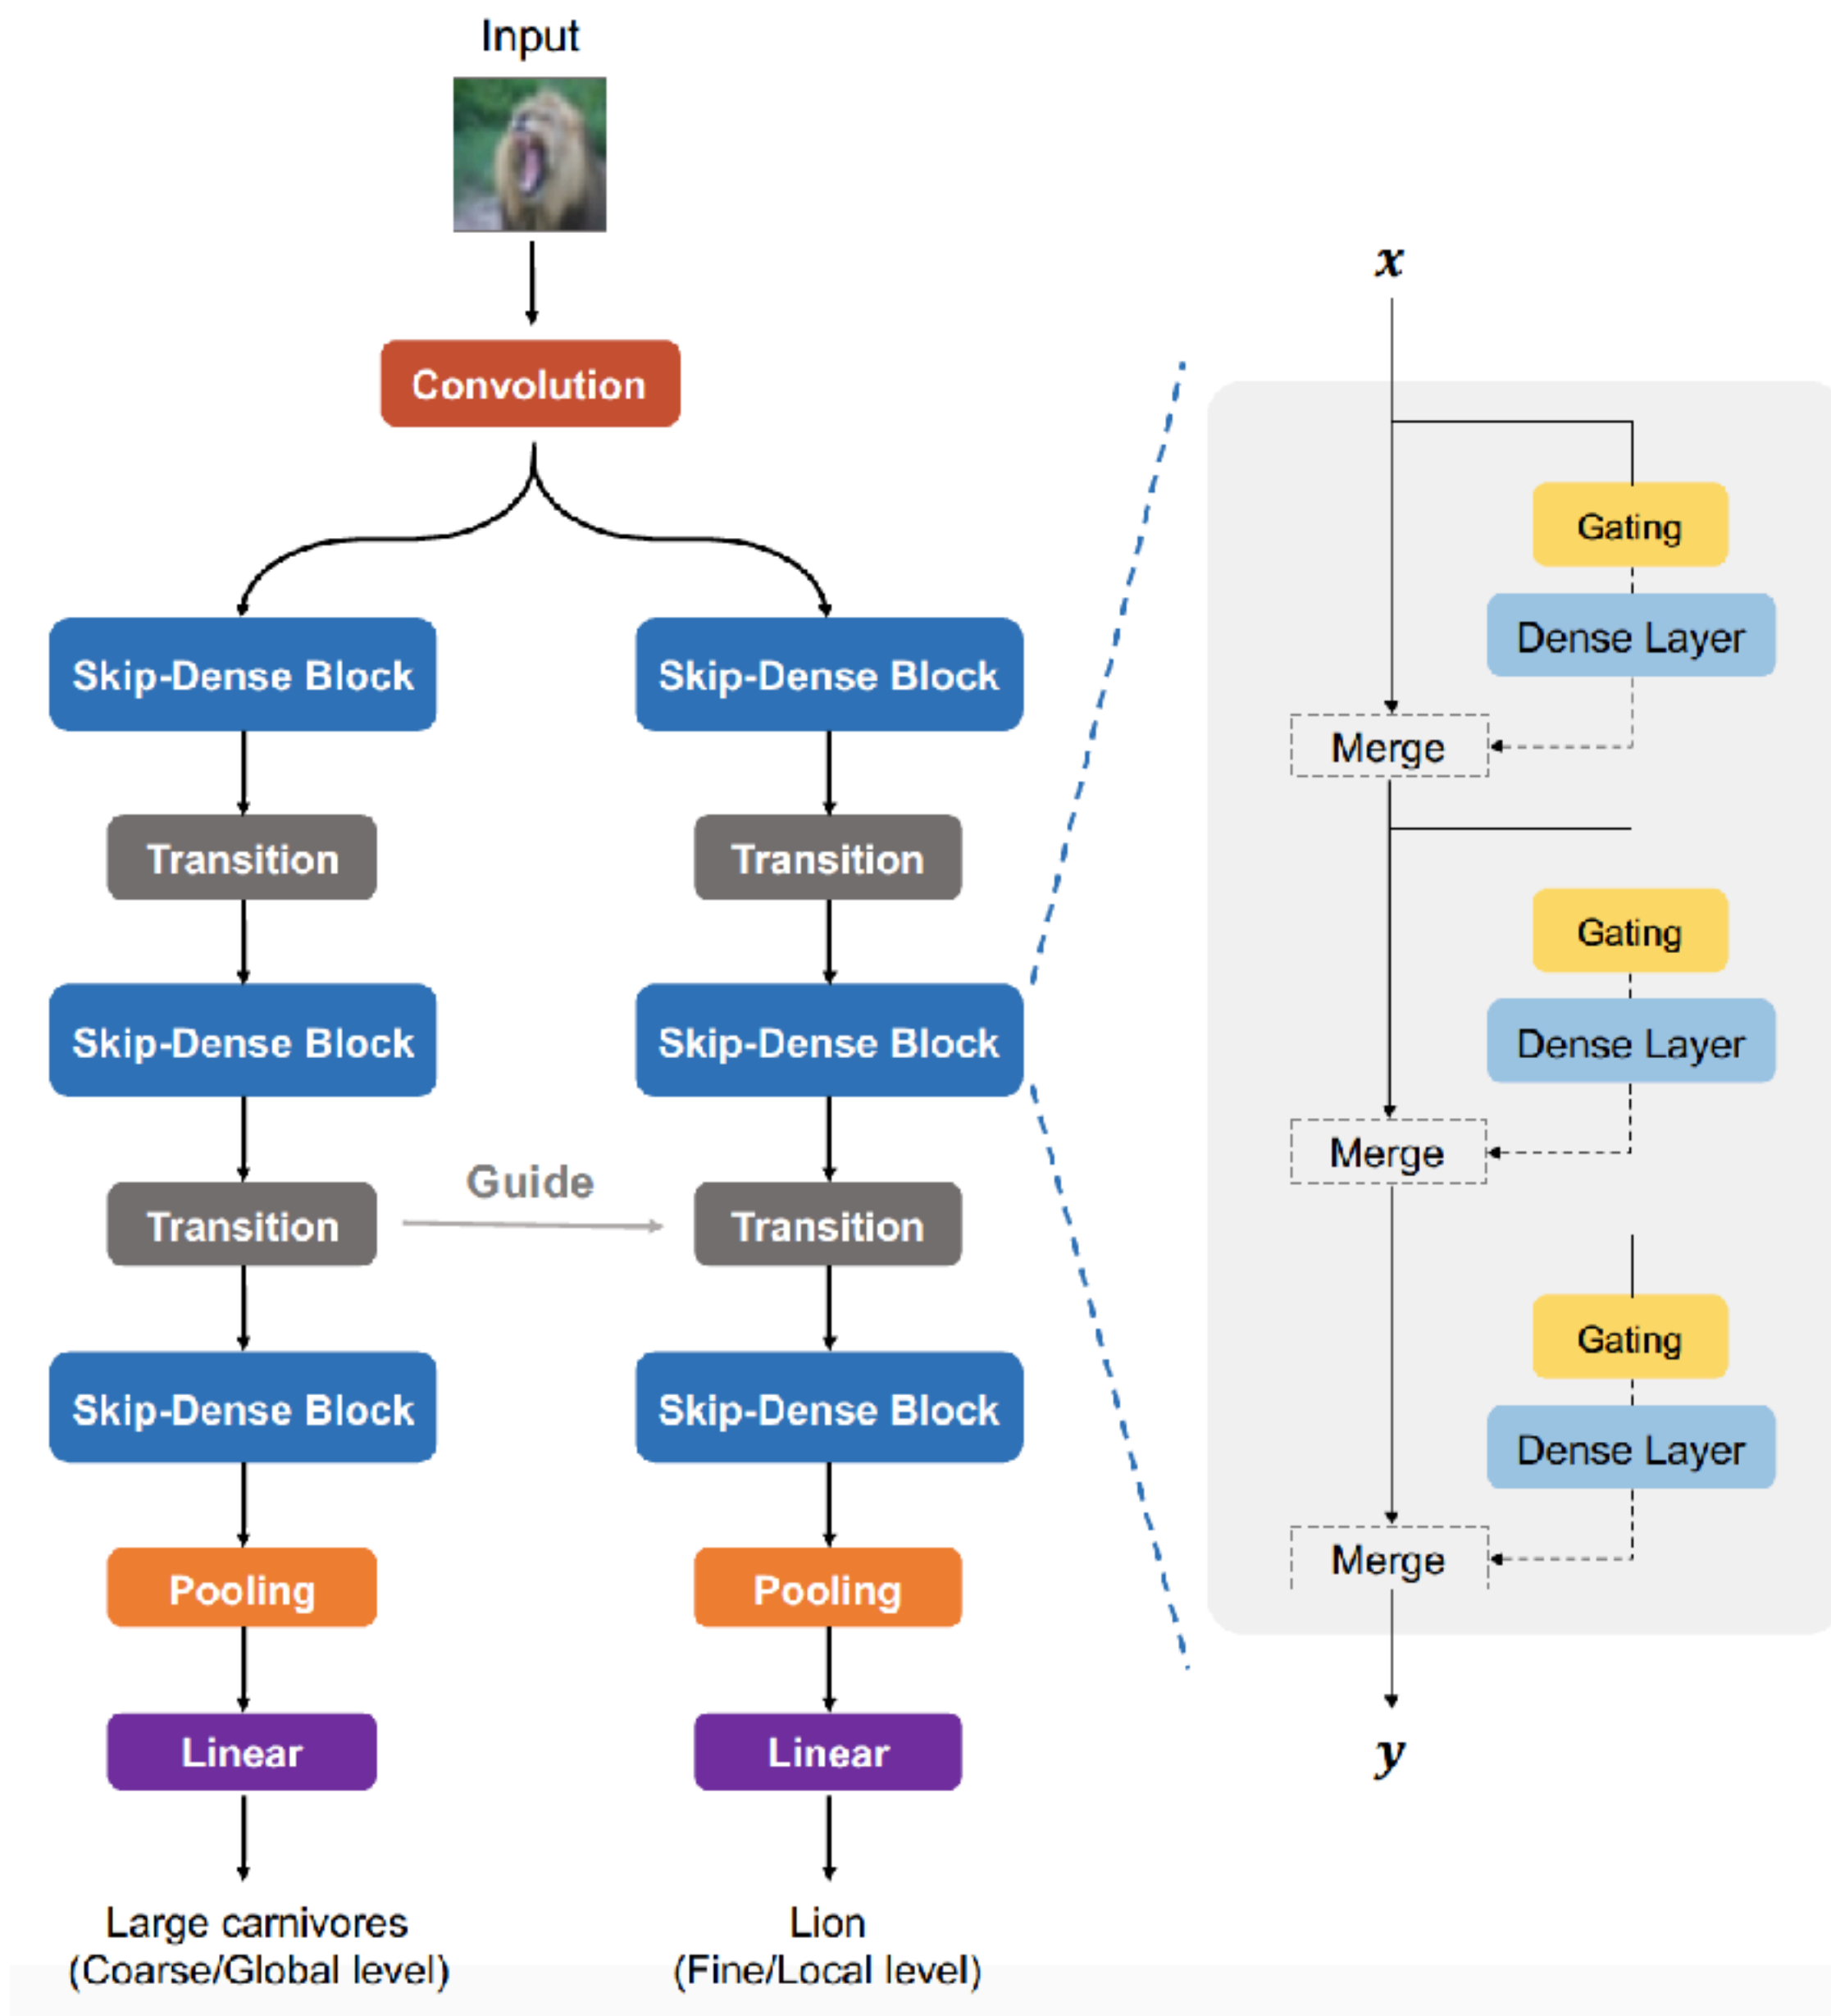 Input
Convolution
Skip-Dense Block
Transition
Skip-Dense Block
Transition
Skip-Dense Block
Pooling
Linear
Large carnivores
(Coarse/Global level)
Guide
Skip-Dense Block
Transition
Skip-Dense Block
Transition
Skip-Dense Block
Pooling
Linear
Lion
(Fine/Local level)
x
Gating
Dense Layer
Merge
Gating
Dense Layer
Merge
Gating
Dense Layer
Merge
y